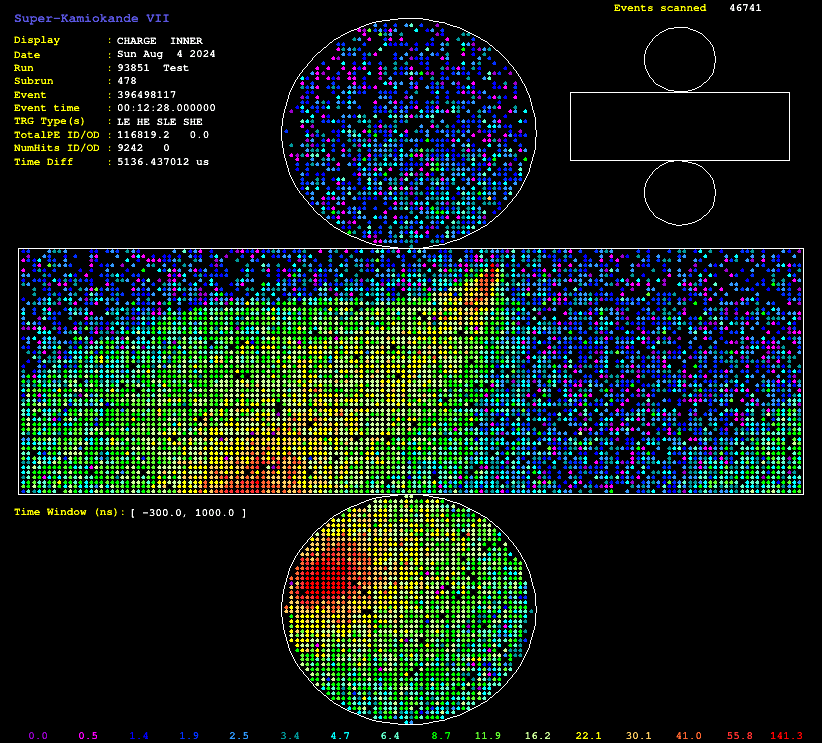 Super-Kamiokande VII
Events scanned 46741
Display : CHARGE INNER
Date : Sun Aug 4 2024
Run : 93851 Test
Subrun : 478
Event : 396498117
Event time : 00:12:28.000000
TRG Type(s) : LE HE SLE SHE
TotalPE ID/OD : 116819.2 0.0
NumHits ID/OD : 9242 0
Time Diff : 5136.437012 us
Time Window (ns): [ -300.0, 1000.0 ]
0.0 0.5 1.4 1.9 2.5 3.4 4.7 6.4 8.7 11.9 16.2 22.1 30.1 41.0 55.8 141.3